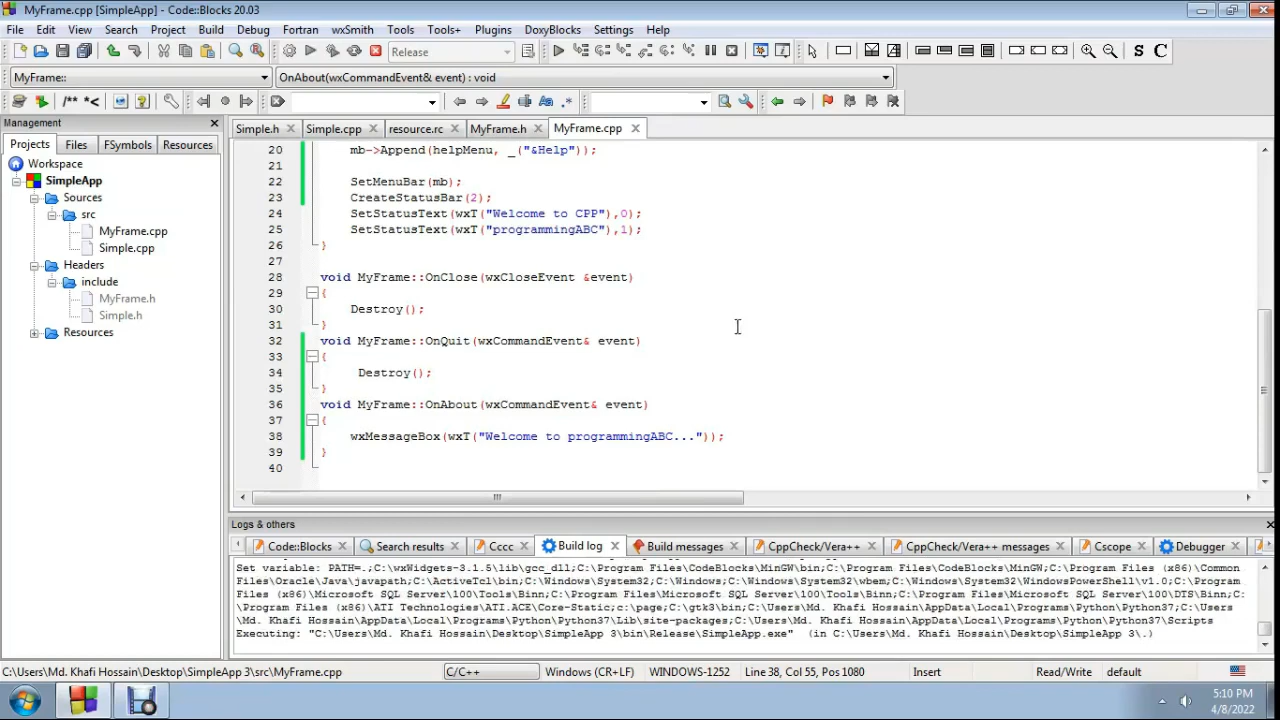 MyFrame.cpp [SimpleApp] - Code::Blocks 20.03
File Edit View Search Project Build Debug Fortran wxSmith Tools Tools+ Plugins DoxyBlocks Settings Help
Release
S C
MyFrame:: OnAbout(wxCommandEvent& event) : void
/** *<
Management
Projects Files FSymbols Resources
Workspace
SimpleApp
Sources
src
MyFrame.cpp
Simple.cpp
Headers
include
MyFrame.h
Simple.h
Resources
Simple.h Simple.cpp resource.rc MyFrame.h MyFrame.cpp
20 mb->Append(helpMenu, _("&Help"));
21
22 SetMenuBar(mb);
23 CreateStatusBar(2);
24 SetStatusText(wxT("Welcome to CPP"),0);
25 SetStatusText(wxT("programmingABC"),1);
26 }
27
28 void MyFrame::OnClose(wxCloseEvent &event)
29 {
30 Destroy();
31 }
32 void MyFrame::OnQuit(wxCommandEvent& event)
33 {
34 Destroy();
35 }
36 void MyFrame::OnAbout(wxCommandEvent& event)
37 {
38 wxMessageBox(wxT("Welcome to programmingABC..."));
39 }
40
Logs & others
Code::Blocks Search results Cccc Build log Build messages CppCheck/Vera++ CppCheck/Vera++ messages Cscope Debugger
Set variable: PATH=.;C:\wxWidgets-3.1.5\lib\gcc_dll;C:\Program Files\CodeBlocks\MinGW\bin;C:\Program Files\CodeBlocks\MinGW;C:\Program Files (x86)\Common
Files\Oracle\Java\javapath;C:\ActiveTcl\bin;C:\Windows\System32;C:\Windows;C:\Windows\System32\wbem;C:\Windows\System32\WindowsPowerShell\v1.0;C:\Program
Files (x86)\Microsoft SQL Server\100\Tools\Binn;C:\Program Files\Microsoft SQL Server\100\Tools\Binn;C:\Program Files\Microsoft SQL Server\100\DTS\Binn;C:
\Program Files (x86)\ATI Technologies\ATI.ACE\Core-Static;c:\page;C:\gtk3\bin;C:\Users\Md. Khafi Hossain\AppData\Local\Programs\Python\Python37;C:\Users
\Md. Khafi Hossain\AppData\Local\Programs\Python\Python37\Lib\site-packages;C:\Users\Md. Khafi Hossain\AppData\Local\Programs\Python\Python37\Scripts
Executing: "C:\Users\Md. Khafi Hossain\Desktop\SimpleApp 3\bin\Release\SimpleApp.exe" (in C:\Users\Md. Khafi Hossain\Desktop\SimpleApp 3\.)
C:\Users\Md. Khafi Hossain\Desktop\SimpleApp 3\src\MyFrame.cpp C/C++ Windows (CR+LF) WINDOWS-1252 Line 38, Col 55, Pos 1080 Insert Read/Write default
5:10 PM
4/8/2022